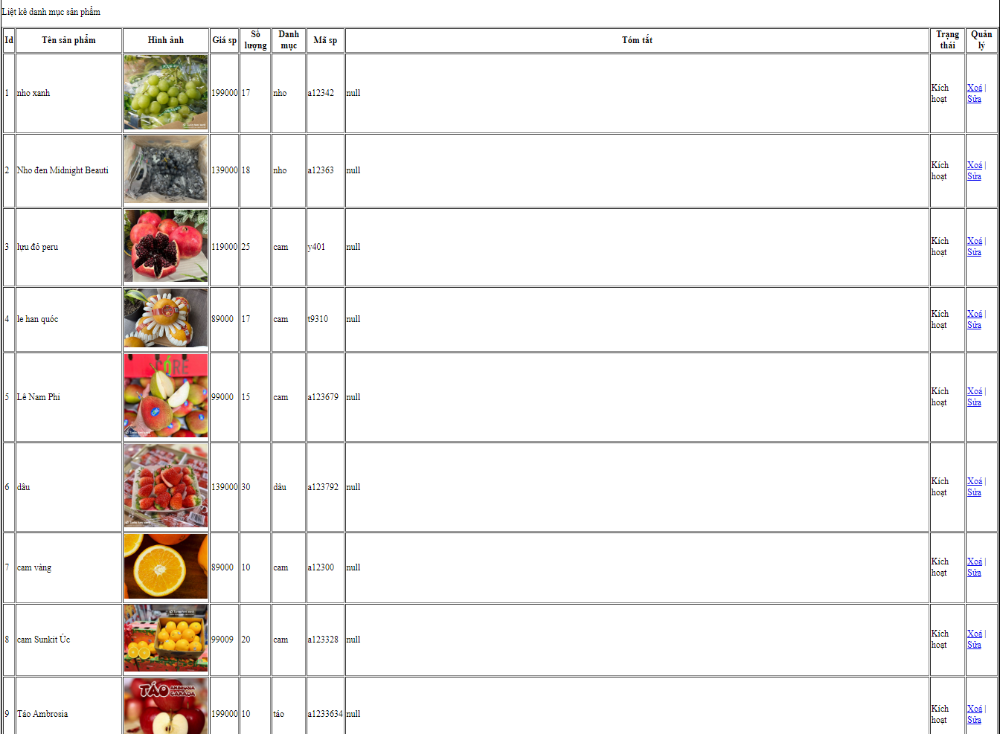 Liệt kê danh mục sản phẩm
Id Tên sản phẩm Hình ảnh Giá sp Số lượng Danh mục Mã sp Tóm tắt Trạng thái Quản lý
1 nho xanh 199000 17 nho a12342 null Kích hoạt Xoá | Sửa
2 Nho đen Midnight Beauti 139000 18 nho a12363 null Kích hoạt Xoá | Sửa
3 lựu đỏ peru 119000 25 cam y401 null Kích hoạt Xoá | Sửa
4 le han quóc 89000 17 cam t9310 null Kích hoạt Xoá | Sửa
5 Lê Nam Phi 99000 15 cam a123679 null Kích hoạt Xoá | Sửa
6 dâu 139000 30 dâu a123792 null Kích hoạt Xoá | Sửa
7 cam vàng 89000 10 cam a12300 null Kích hoạt Xoá | Sửa
8 cam Sunkit Úc 99009 20 cam a123328 null Kích hoạt Xoá | Sửa
TÁO AMBROSIA CANADA
9 Táo Ambrosia 199000 10 táo a1233634 null Kích hoạt Xoá | Sửa